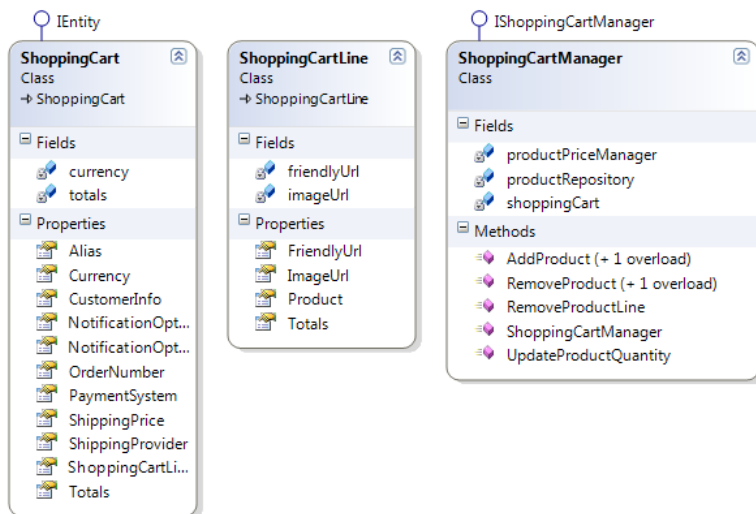 IEntity
ShoppingCart
Class
ShoppingCart
Fields
currency
totals
Properties
Alias
Currency
CustomerInfo
NotificationOpt...
NotificationOpt...
OrderNumber
PaymentSystem
ShippingPrice
ShippingProvider
ShoppingCartLi...
Totals
ShoppingCartLine
Class
ShoppingCartLine
Fields
friendlyUrl
imageUrl
Properties
FriendlyUrl
ImageUrl
Product
Totals
IShoppingCartManager
ShoppingCartManager
Class
Fields
productPriceManager
productRepository
shoppingCart
Methods
AddProduct (+ 1 overload)
RemoveProduct (+ 1 overload)
RemoveProductLine
ShoppingCartManager
UpdateProductQuantity